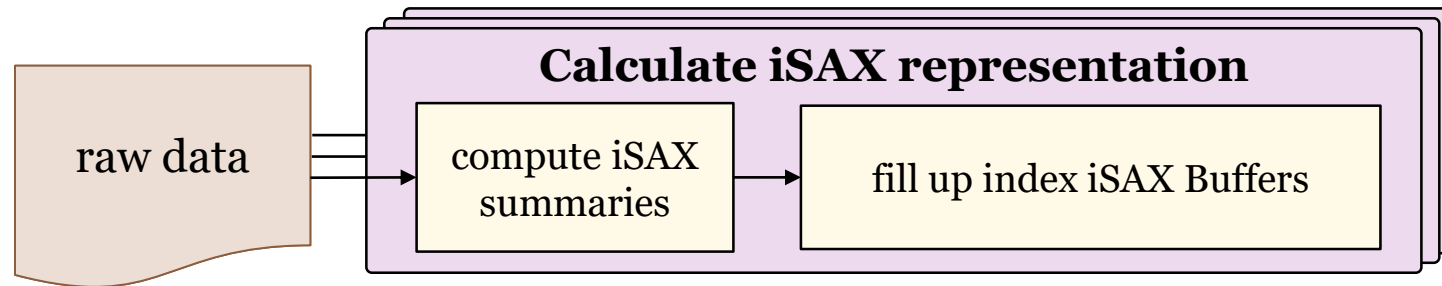 Calculate iSAX representation
raw data
compute iSAX
summaries
fill up index iSAX Buffers